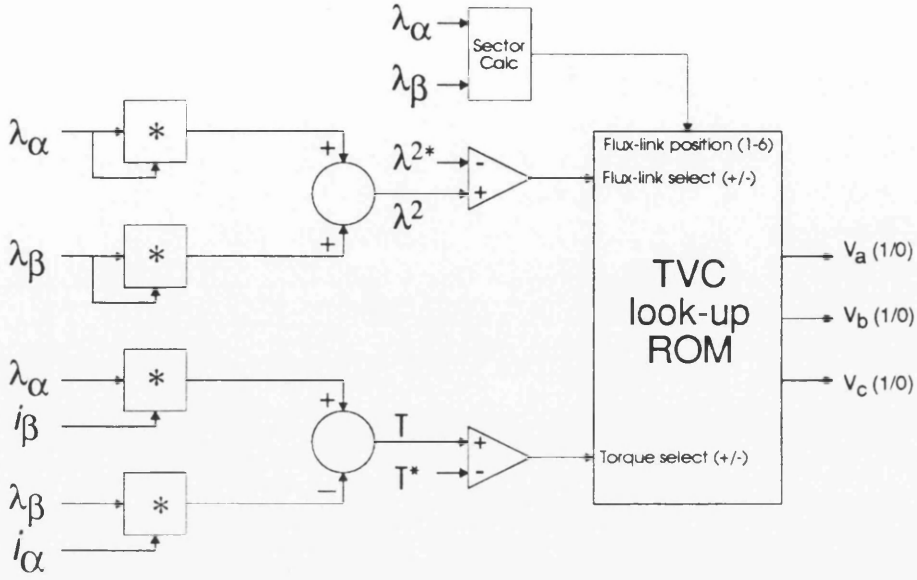 λα
λβ
Sector
Calc
λα
*
+
λ²*
-
+
λ²
λβ
*
+
Flux-link position (1-6)
Flux-link select (+/-)
TVC
look-up
ROM
Torque select (+/-)
Va (1/0)
Vb (1/0)
Vc (1/0)
λα
iβ
*
+
T
+
T*
-
λβ
iα
*
−